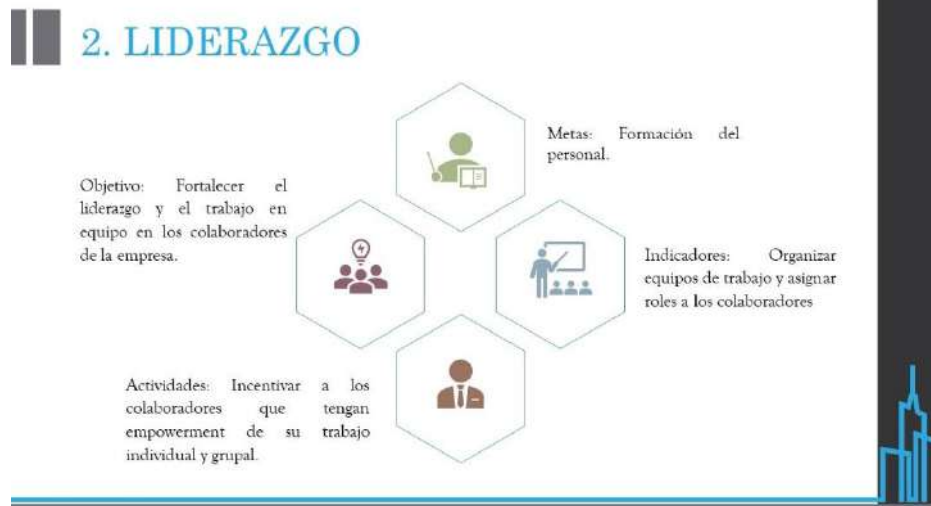 2. LIDERAZGO
Metas: Formación del
personal.
Objetivo: Fortalecer el
liderazgo y el trabajo en
equipo en los colaboradores
de la empresa.
Indicadores: Organizar
equipos de trabajo y asignar
roles a los colaboradores
Actividades: Incentivar a los
colaboradores que tengan
empowerment de su trabajo
individual y grupal.